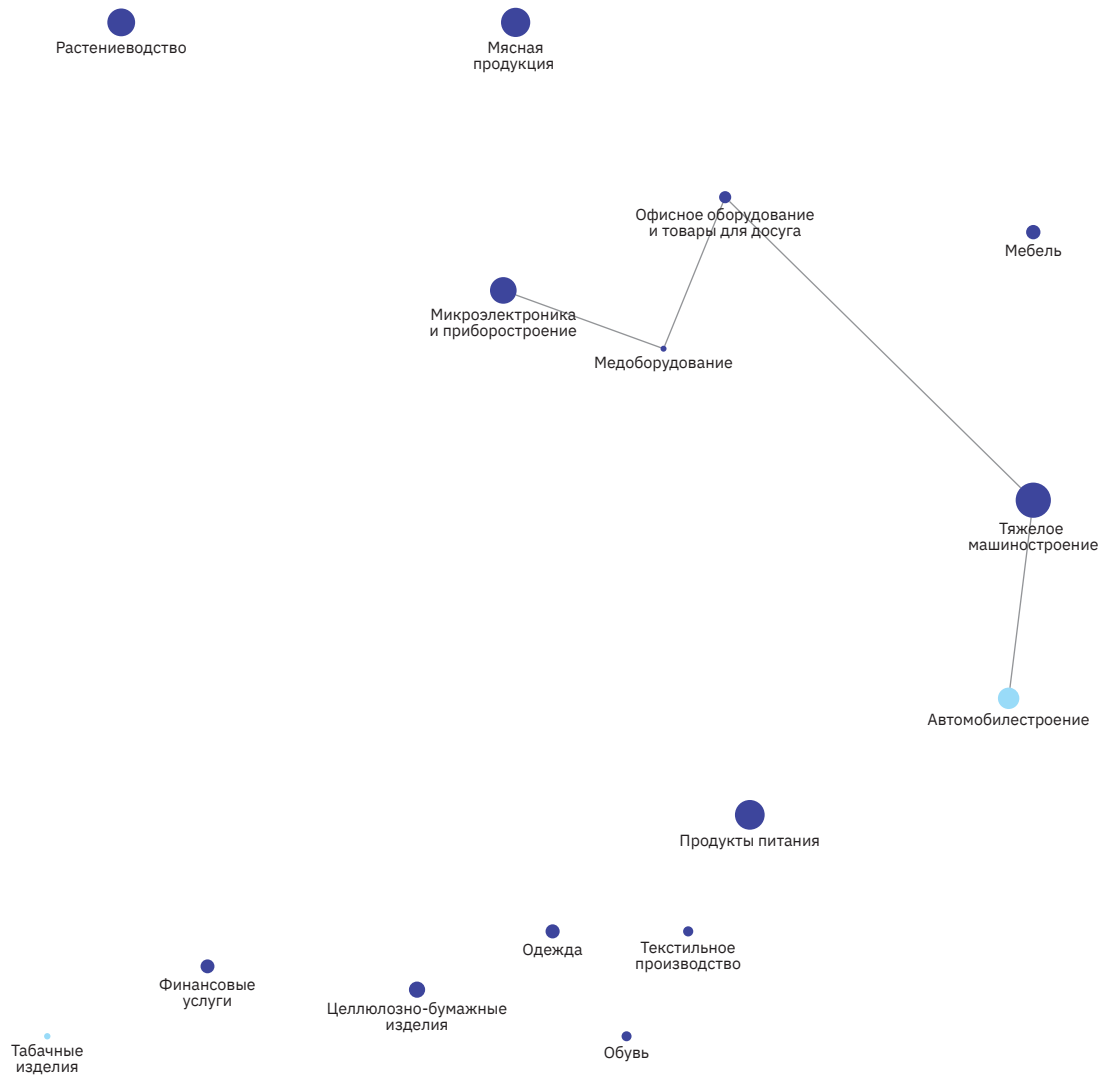 Растениеводство
Мясная
продукция
Офисное оборудование
и товары для досуга
Мебель
Микроэлектроника
и приборостроение
Медоборудование
Тяжелое
машиностроение
Автомобилестроение
Продукты питания
Одежда
Текстильное
производство
Финансовые
услуги
Целлюлозно-бумажные
изделия
Табачные
изделия
Обувь